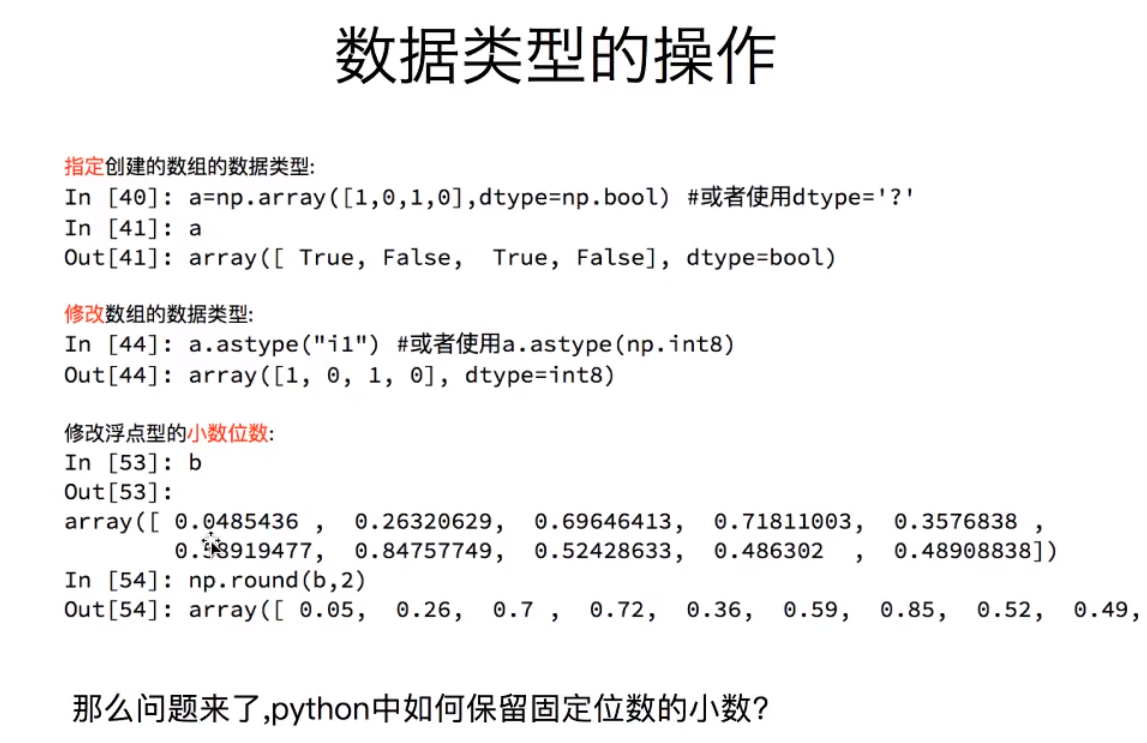 数据类型的操作
指定创建的数组的数据类型:
In [40]: a=np.array([1,0,1,0],dtype=np.bool) #或者使用dtype='?'
In [41]: a
Out[41]: array([ True, False,  True, False], dtype=bool)
修改数组的数据类型:
In [44]: a.astype("i1") #或者使用a.astype(np.int8)
Out[44]: array([1, 0, 1, 0], dtype=int8)
修改浮点型的小数位数:
In [53]: b
Out[53]:
array([ 0.0485436 ,  0.26320629,  0.69646413,  0.71811003,  0.3576838 ,
0.84757749,  0.52428633,  0.486302  ,  0.48908838])
In [54]: np.round(b,2)
Out[54]: array([ 0.05,  0.26,  0.7 ,  0.72,  0.36,  0.59,  0.85,  0.52,  0.49,
那么问题来了,python中如何保留固定位数的小数?